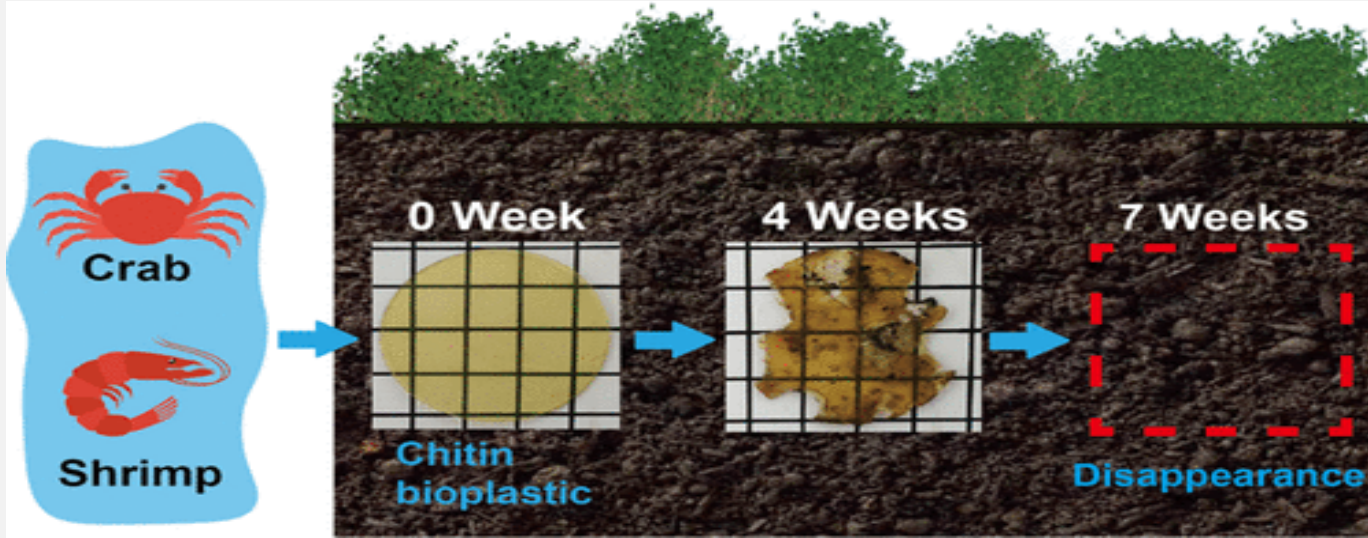 Crab
Shrimp
0 Week
4 Weeks
7 Weeks
Chitin
bioplastic
Disappearance